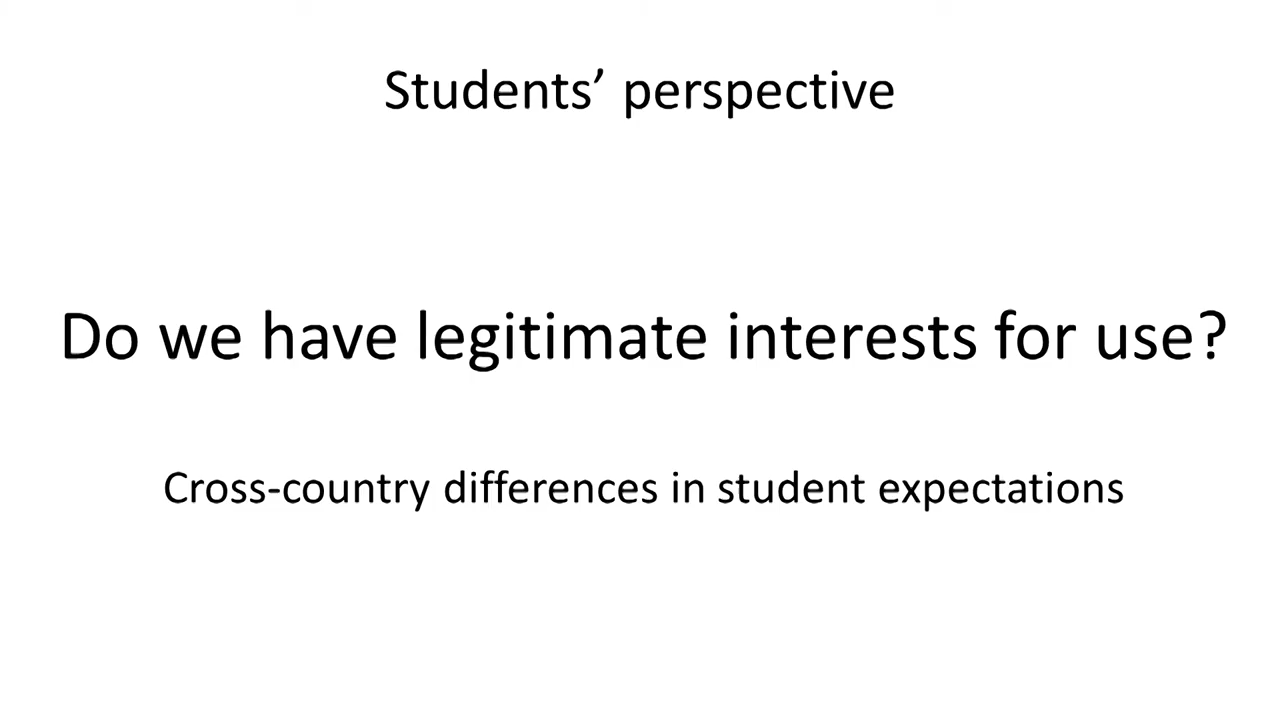 Students’ perspective
Do we have legitimate interests for use?
Cross-country differences in student expectations